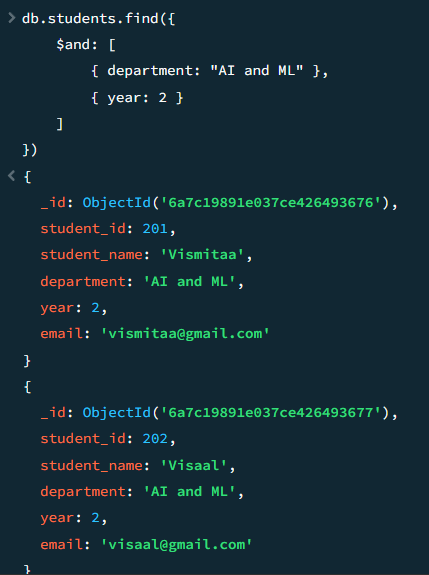 > db.students.find({
$and: [
{ department: "AI and ML" },
{ year: 2 }
]
})
< {
_id: ObjectId('6a7c19891e037ce426493676'),
student_id: 201,
student_name: 'Vismitaa',
department: 'AI and ML',
year: 2,
email: 'vismitaa@gmail.com'
}
{
_id: ObjectId('6a7c19891e037ce426493677'),
student_id: 202,
student_name: 'Visaal',
department: 'AI and ML',
year: 2,
email: 'visaal@gmail.com'
}